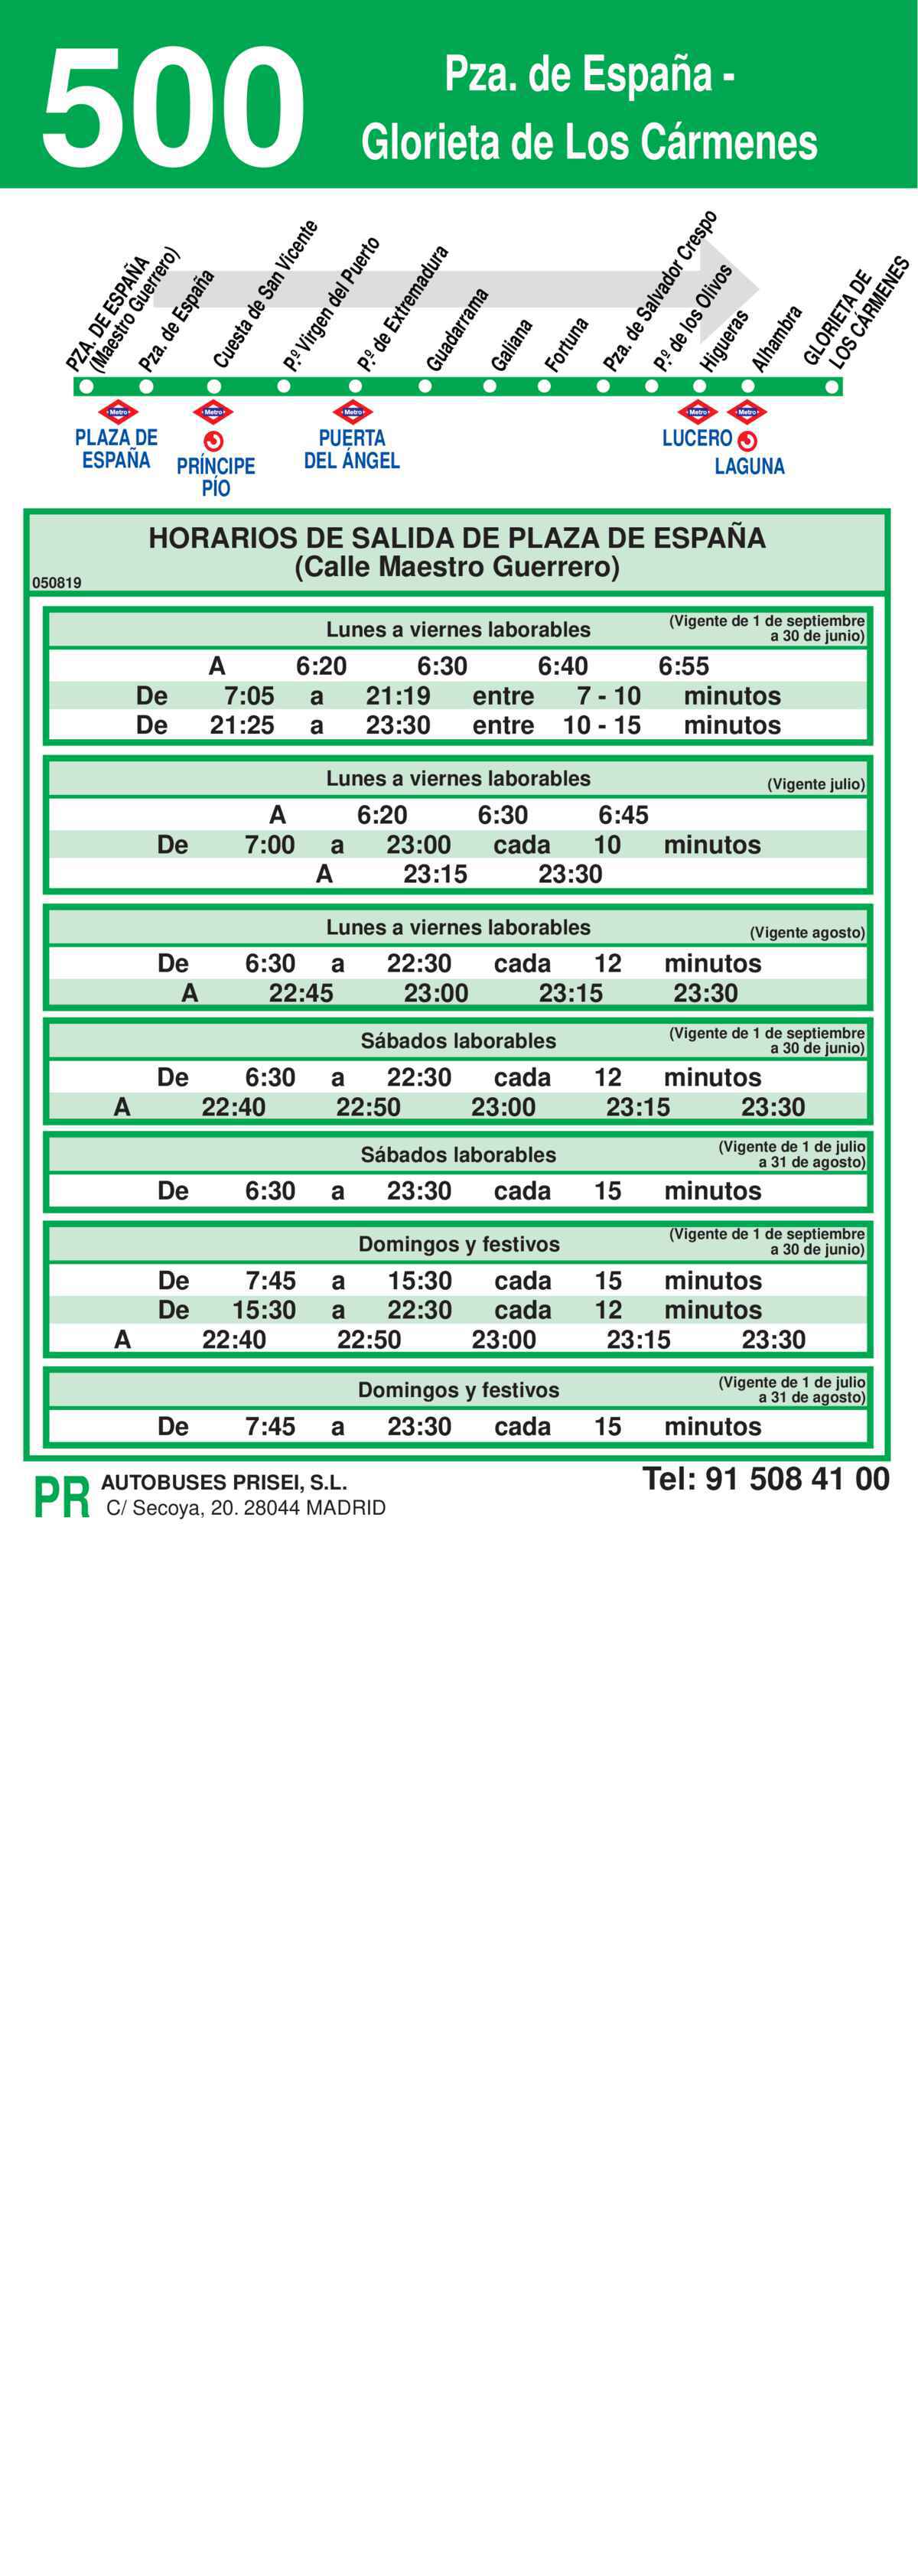 500
Pza. de España -
Glorieta de Los Cármenes
PZA. DE ESPAÑA
(Maestro Guerrero)
Pza. de España
Cuesta de San Vicente
P.º Virgen del Puerto
P.º de Extremadura
Guadarrama
Galiana
Fortuna
Pza. de Salvador Crespo
P.º de los Olivos
Higueras
Alhambra
GLORIETA DE
LOS CÁRMENES
Metro Metro Metro Metro Metro
PLAZA DE
ESPAÑA
PRÍNCIPE
PÍO
PUERTA
DEL ÁNGEL
LUCERO
LAGUNA
HORARIOS DE SALIDA DE PLAZA DE ESPAÑA
(Calle Maestro Guerrero)
050819
Lunes a viernes laborables
(Vigente de 1 de septiembre
a 30 de junio)
A 6:20 6:30 6:40 6:55
De 7:05 a 21:19 entre 7 - 10 minutos
De 21:25 a 23:30 entre 10 - 15 minutos
Lunes a viernes laborables (Vigente julio)
A 6:20 6:30 6:45
De 7:00 a 23:00 cada 10 minutos
A 23:15 23:30
Lunes a viernes laborables (Vigente agosto)
De 6:30 a 22:30 cada 12 minutos
A 22:45 23:00 23:15 23:30
Sábados laborables
(Vigente de 1 de septiembre
a 30 de junio)
De 6:30 a 22:30 cada 12 minutos
A 22:40 22:50 23:00 23:15 23:30
Sábados laborables
(Vigente de 1 de julio
a 31 de agosto)
De 6:30 a 23:30 cada 15 minutos
Domingos y festivos
(Vigente de 1 de septiembre
a 30 de junio)
De 7:45 a 15:30 cada 15 minutos
De 15:30 a 22:30 cada 12 minutos
A 22:40 22:50 23:00 23:15 23:30
Domingos y festivos
(Vigente de 1 de julio
a 31 de agosto)
De 7:45 a 23:30 cada 15 minutos
PR AUTOBUSES PRISEI, S.L.
C/ Secoya, 20. 28044 MADRID
Tel: 91 508 41 00